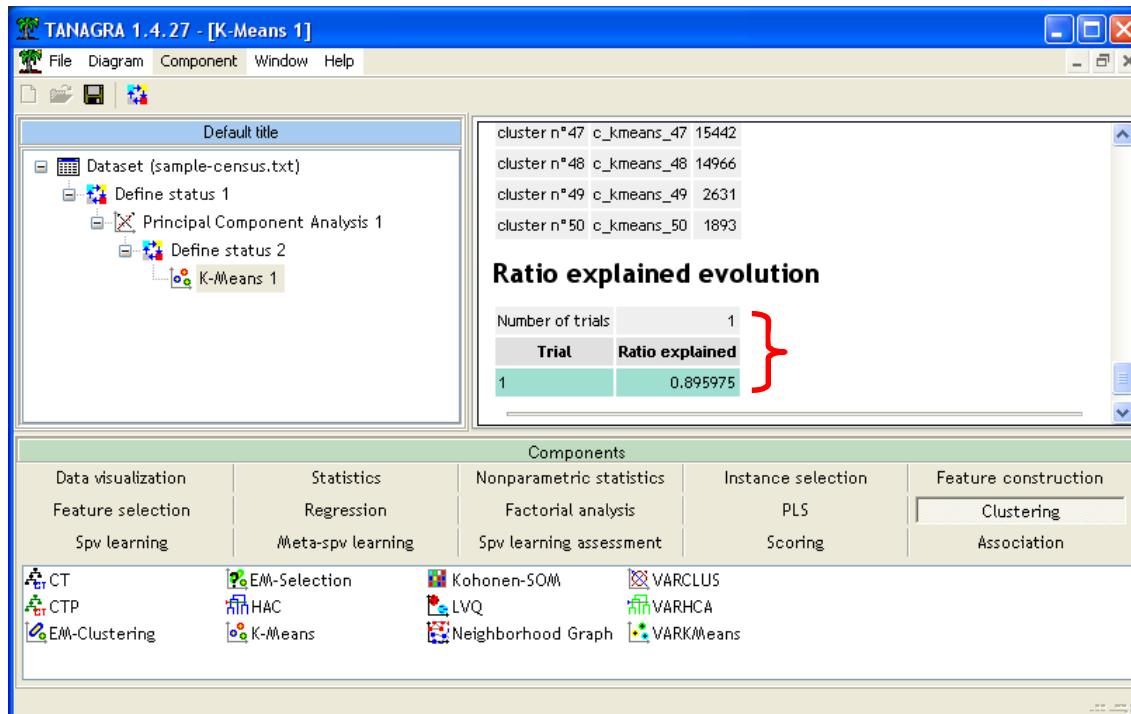 TANAGRA 1.4.27 - [K-Means 1]
File Diagram Component Window Help
Default title
Dataset (sample-census.txt)
Define status 1
Principal Component Analysis 1
Define status 2
K-Means 1
cluster n°47 c_kmeans_47 15442
cluster n°48 c_kmeans_48 14966
cluster n°49 c_kmeans_49 2631
cluster n°50 c_kmeans_50 1893
Ratio explained evolution
Number of trials 1
Trial Ratio explained
1 0.895975
Components
Data visualization Statistics Nonparametric statistics Instance selection Feature construction
Feature selection Regression Factorial analysis PLS Clustering
Spv learning Meta-spv learning Spv learning assessment Scoring Association
CT EM-Selection Kohonen-SOM VARCLUS
CTP HAC LVQ VARHCA
EM-Clustering K-Means Neighborhood Graph VARKMeans